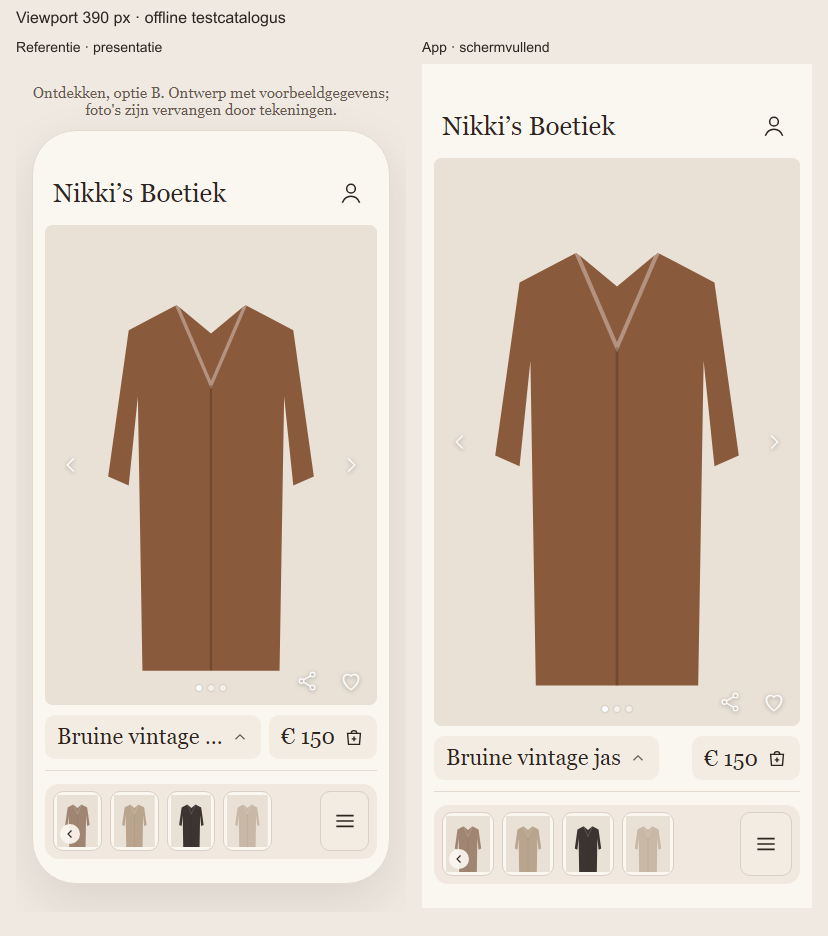 Viewport 390 px · offline testcatalogus
Referentie · presentatie
Ontdekken, optie B. Ontwerp met voorbeeldgegevens;
foto's zijn vervangen door tekeningen.
Nikki’s Boetiek
Bruine vintage ...
€ 150
App · schermvullend
Nikki’s Boetiek
Bruine vintage jas
€ 150